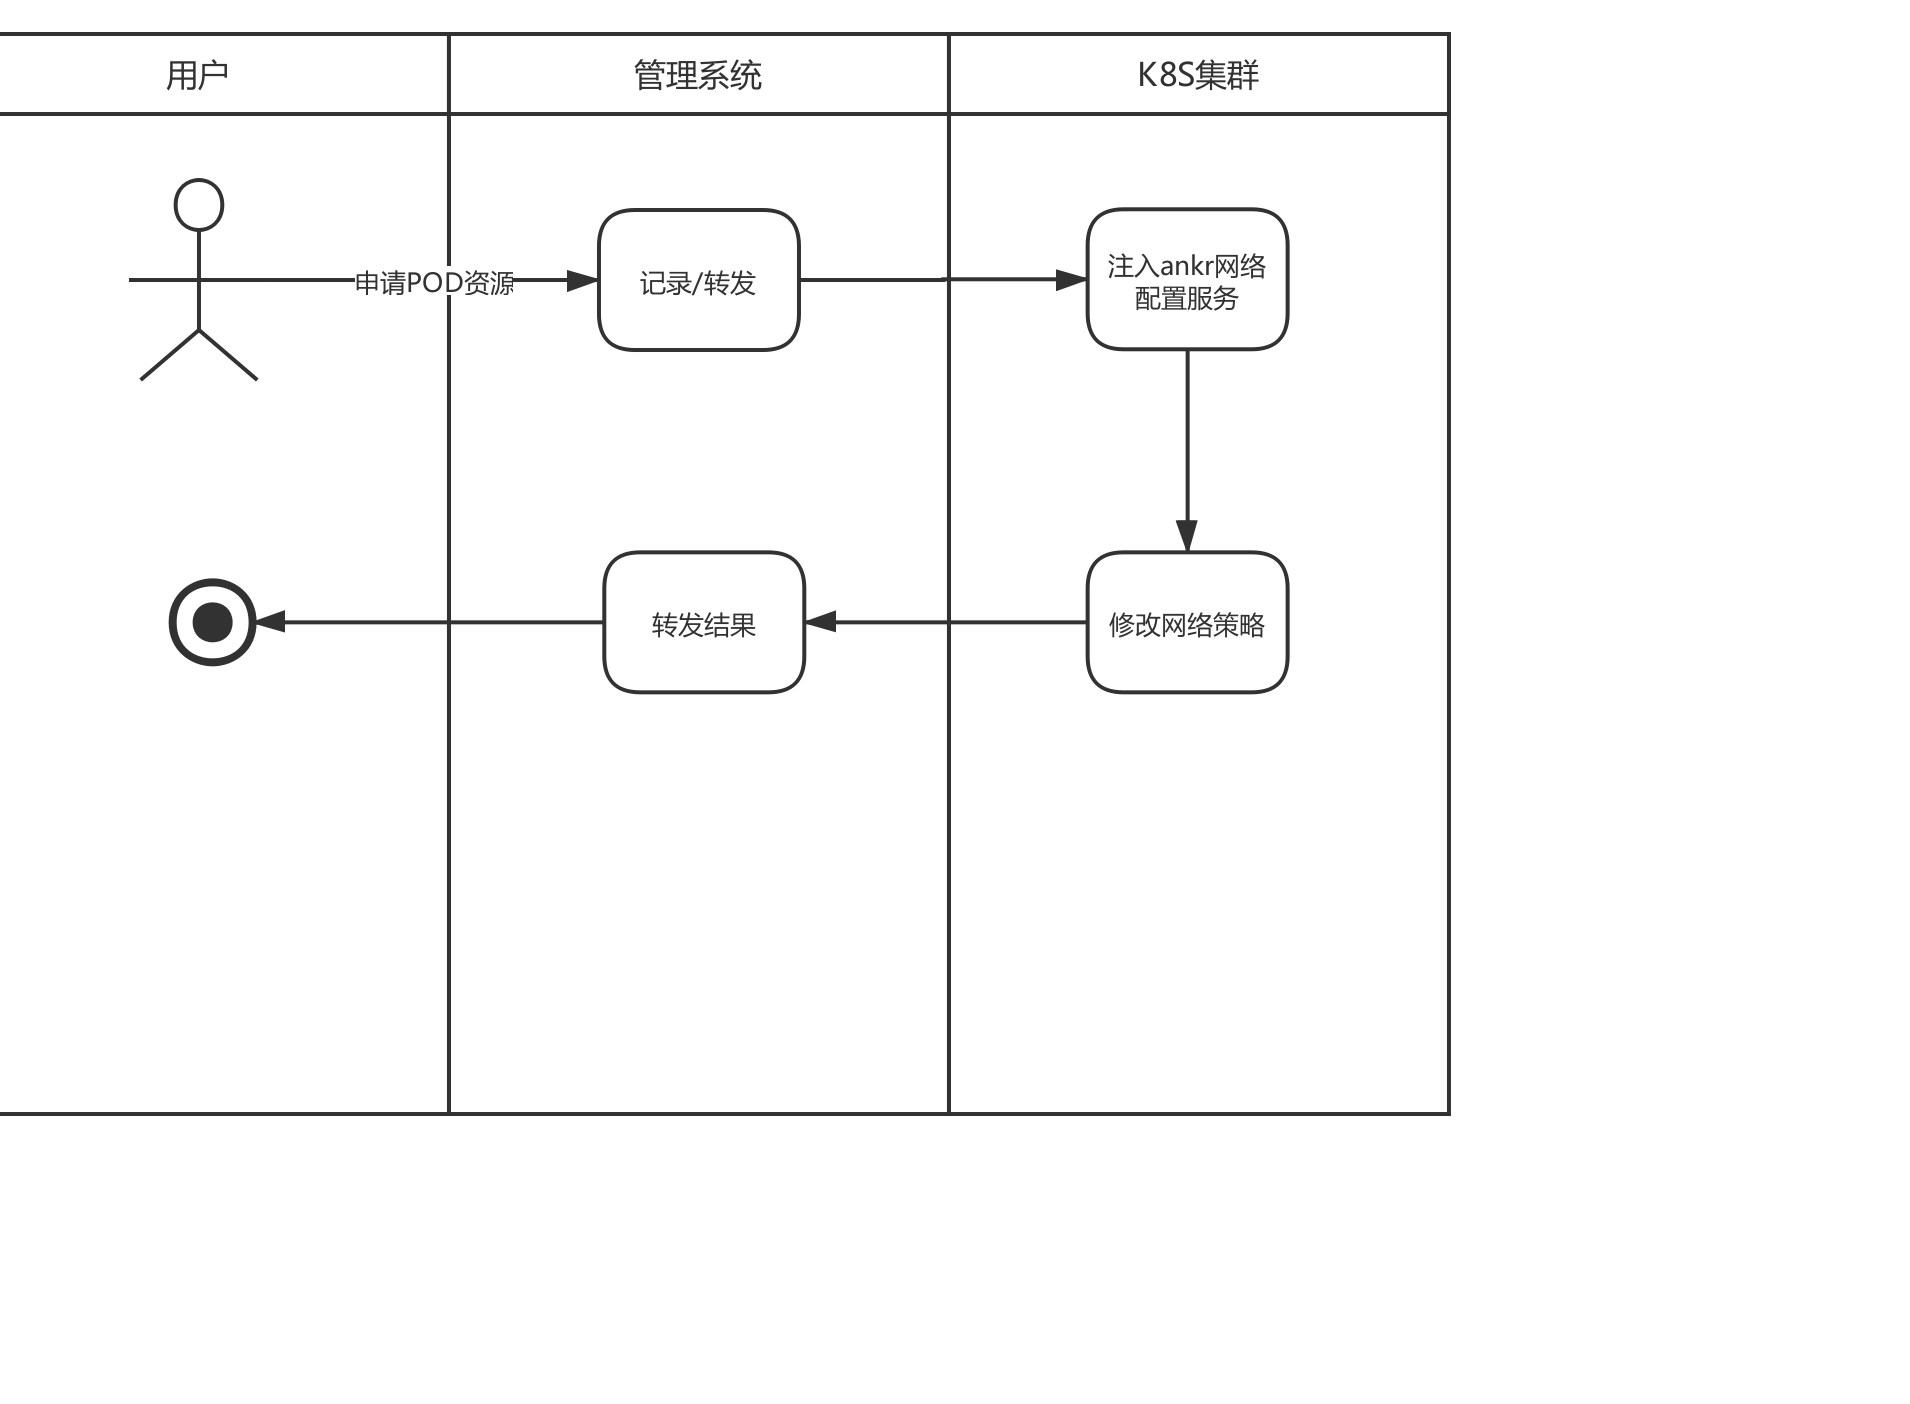 用户
管理系统
K8S集群
申请POD资源
记录/转发
注入ankr网络
配置服务
转发结果
修改网络策略